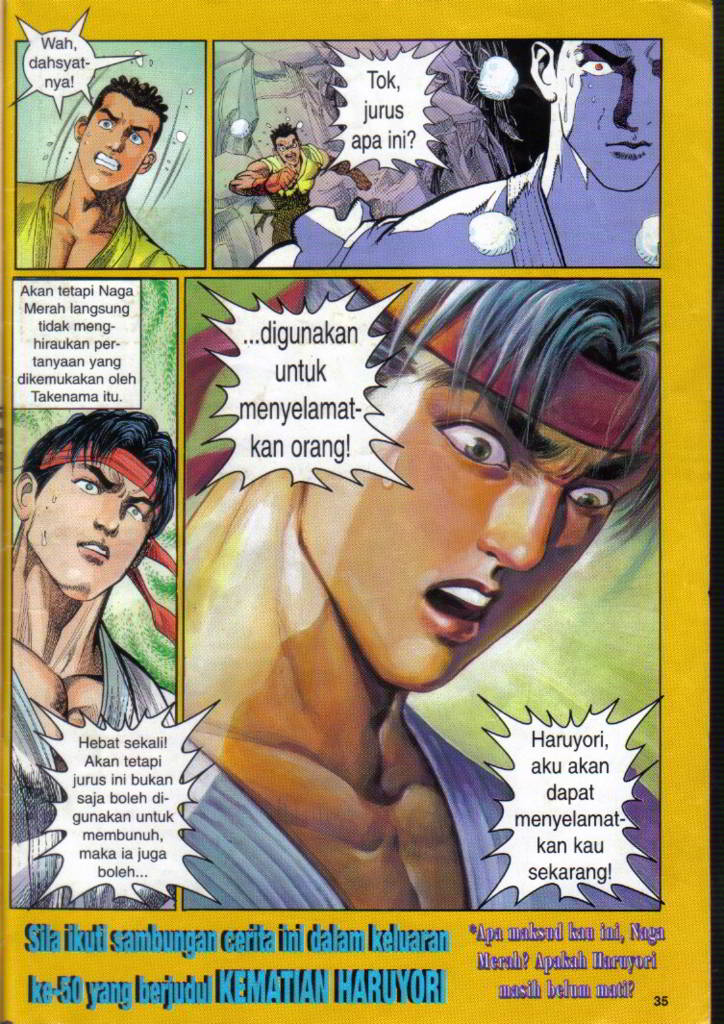 Wah,
dahsyat-
nya!
Tok,
jurus
apa ini?
Akan tetapi Naga
Merah langsung
tidak meng-
hiraukan per-
tanyaan yang
dikemukakan oleh
Takenama itu.
Hebat sekali!
Akan tetapi
jurus ini bukan
saja boleh di-
gunakan untuk
membunuh,
maka ia juga
boleh...
...digunakan
untuk
menyelamat-
kan orang!
Haruyori,
aku akan
dapat
menyelamat-
kan kau
sekarang!
Sila ikuti sambungan cerita ini dalam keluaran
ke-50 yang berjudul KEMATIAN HARUYORI
*Apa maksud kau ini, Naga
Merah? Apakah Haruyori
masih belum mati?
35